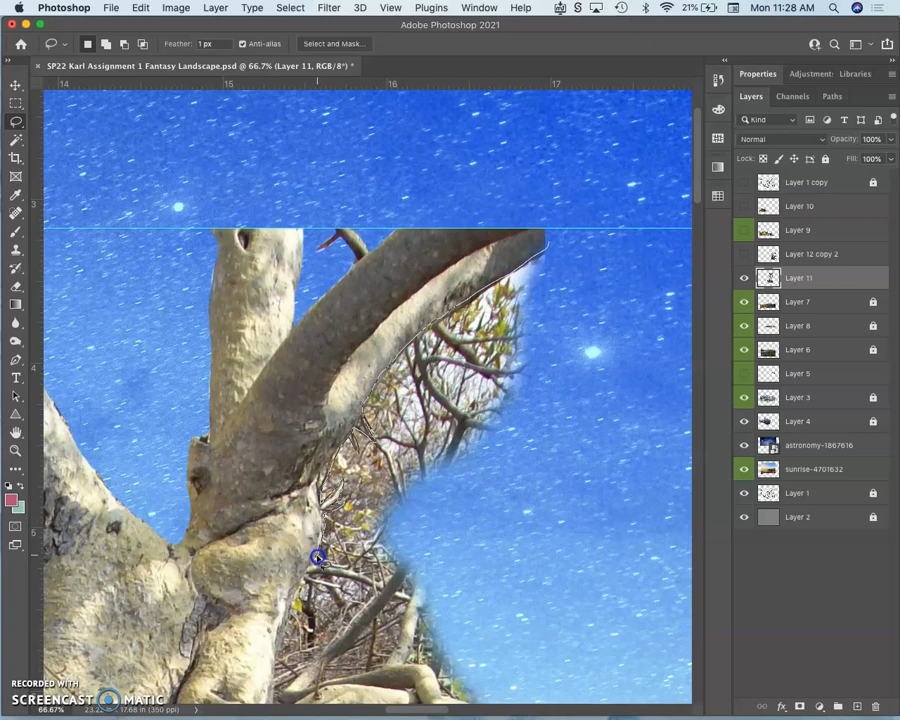 Photoshop File Edit Image Layer Type Select Filter 3D View Plugins Window Help 21% Mon 11:28 AM
Adobe Photoshop 2021
Feather: 1 px Anti-alias Select and Mask...
× SP22 Karl Assignment 1 Fantasy Landscape.psd @ 66.7% (Layer 11, RGB/8*) *
Properties Adjustments Libraries
14 15 16 17
Layers Channels Paths
Kind
Normal Opacity: 100%
Lock: Fill: 100%
Layer 1 copy
3
Layer 10
Layer 9
Layer 12 copy 2
Layer 11
Layer 7
Layer 8
Layer 6
4
Layer 5
Layer 3
Layer 4
astronomy-1867616
sunrise-4701632
Layer 1
Layer 2
5
RECORDED WITH
SCREENCAST MATIC
66.67%